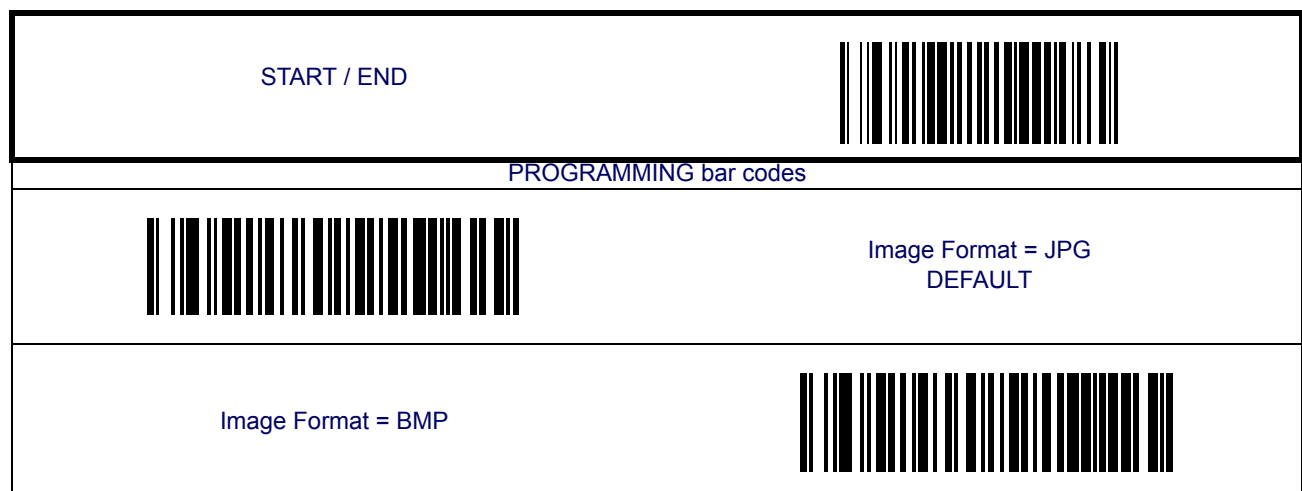 START / END
PROGRAMMING bar codes
Image Format = JPG
DEFAULT
Image Format = BMP